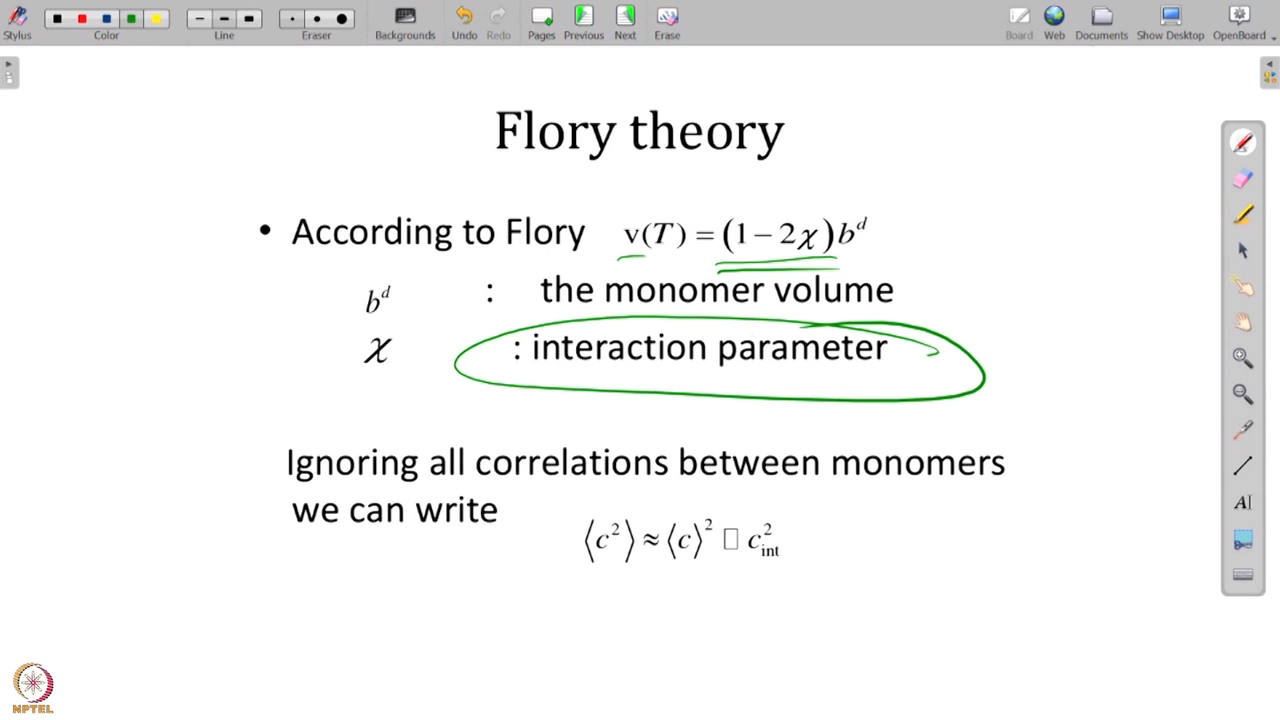 Stylus
Color
Line
Eraser
Backgrounds
Undo
Redo
Pages
Previous
Next
Erase
Board
Web
Documents
Show Desktop
OpenBoard
Flory theory
• According to Flory v(T) = (1 − 2χ)b^d
b^d : the monomer volume
χ : interaction parameter
Ignoring all correlations between monomers
we can write
⟨c²⟩ ≈ ⟨c⟩² □ c²_int
AI
NPTEL